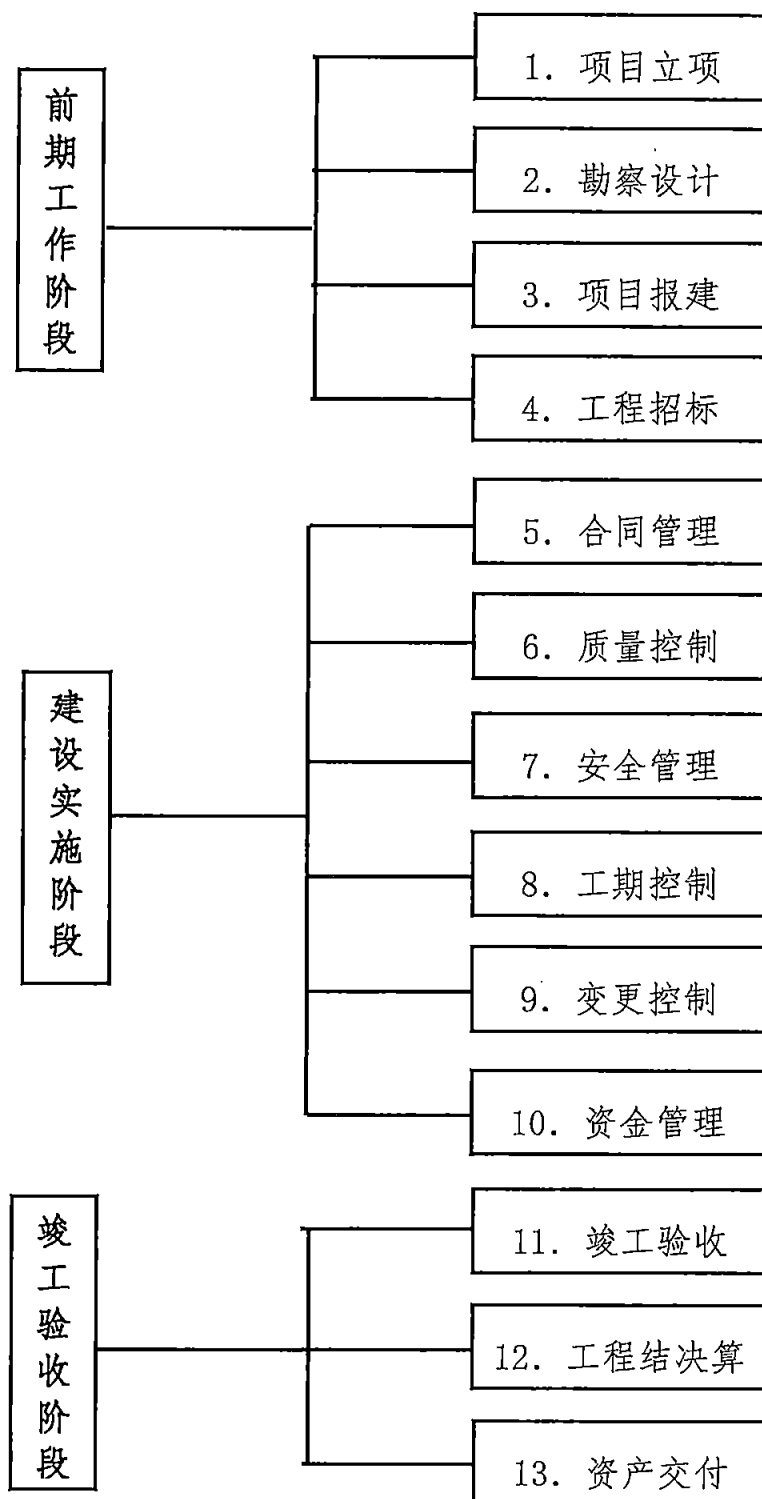 前期工作阶段
1. 项目立项
2. 勘察设计
3. 项目报建
4. 工程招标
建设实施阶段
5. 合同管理
6. 质量控制
7. 安全管理
8. 工期控制
9. 变更控制
10. 资金管理
竣工验收阶段
11. 竣工验收
12. 工程结决算
13. 资产交付